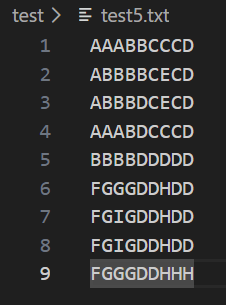 test > test5.txt
1 AAABBCCCD
2 ABBBBCECD
3 ABBBDCECD
4 AAABDCCCD
5 BBBBDDDDD
6 FGGGDDHDD
7 FGIGDDHDD
8 FGIGDDHDD
9 FGGGDDHHH